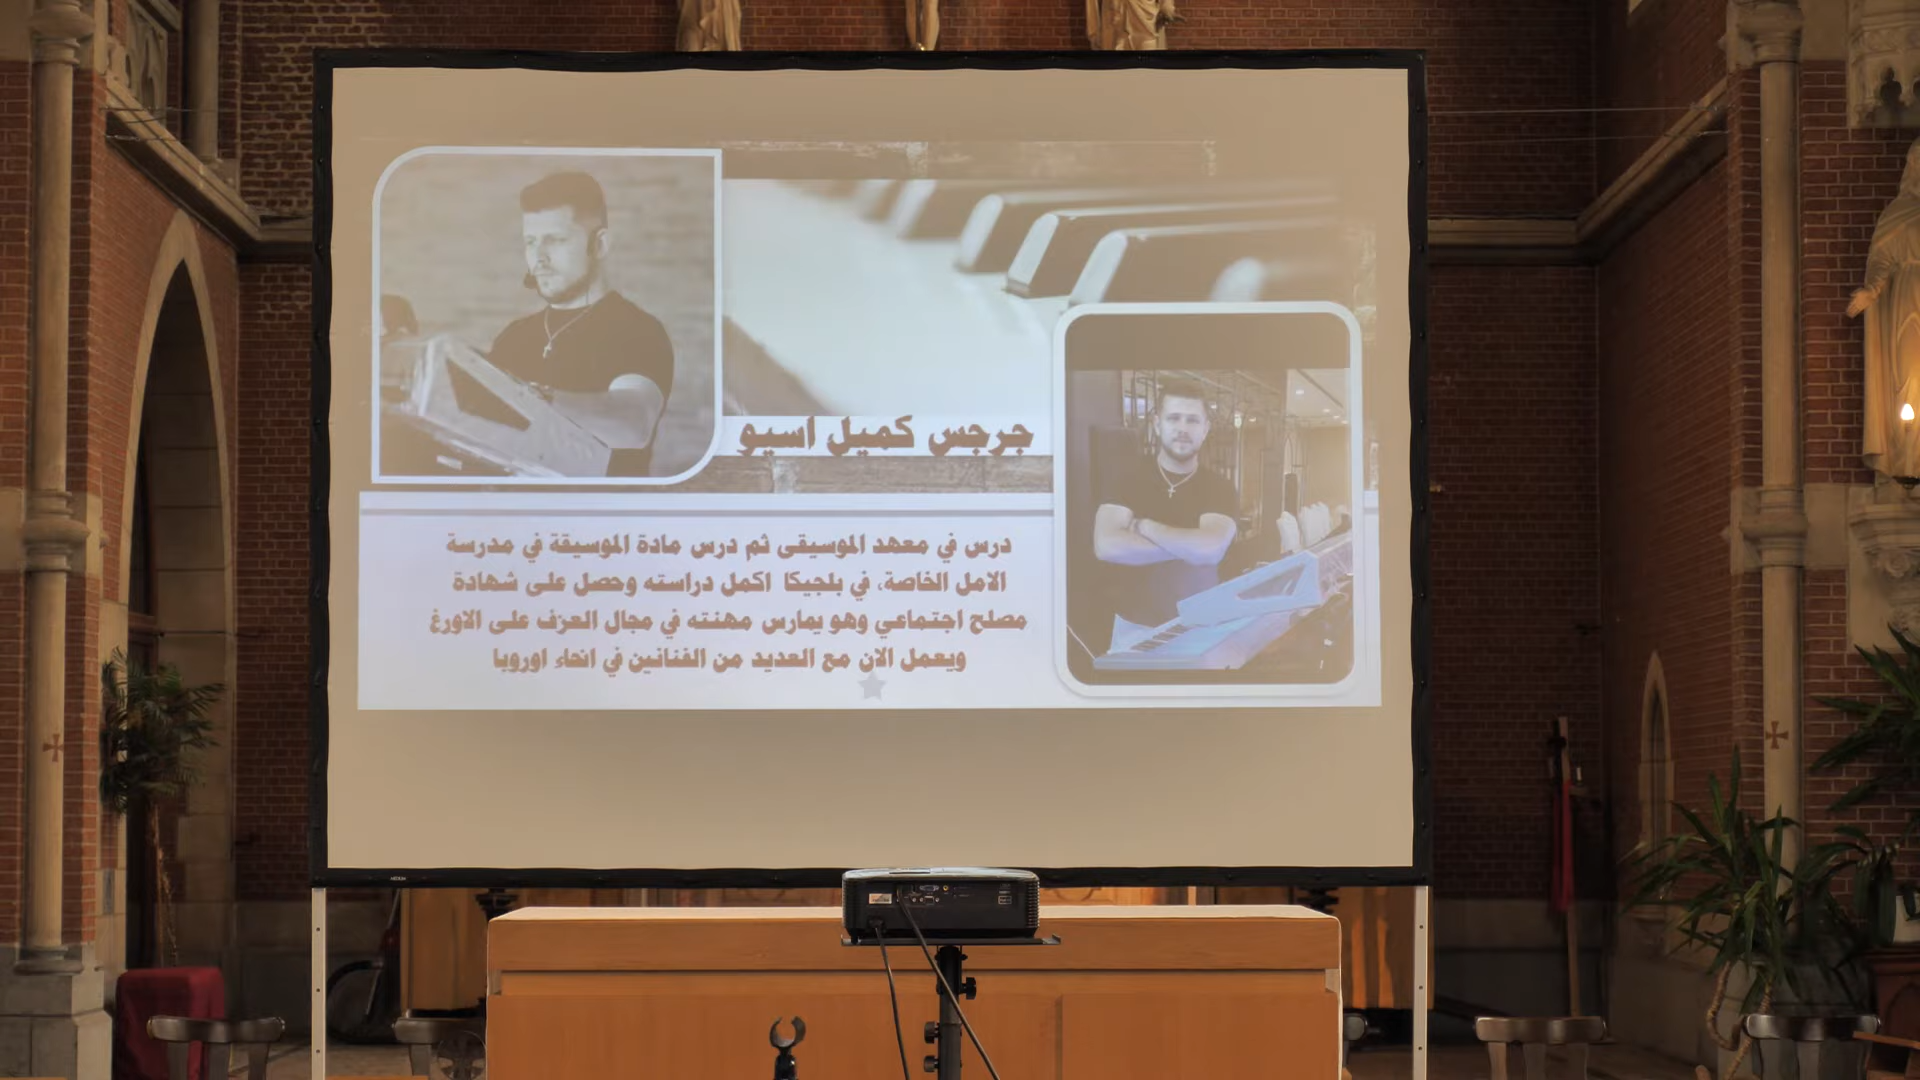 جرجس كميل اسيو
درس في معهد الموسيقى ثم درس مادة الموسيقة في مدرسة
الامل الخاصة، في بلجيكا اكمل دراسته وحصل على شهادة
مصلح اجتماعي وهو يمارس مهنته في مجال العزف على الاورغ
ويعمل الان مع العديد من الفنانين في انحاء اوروبا